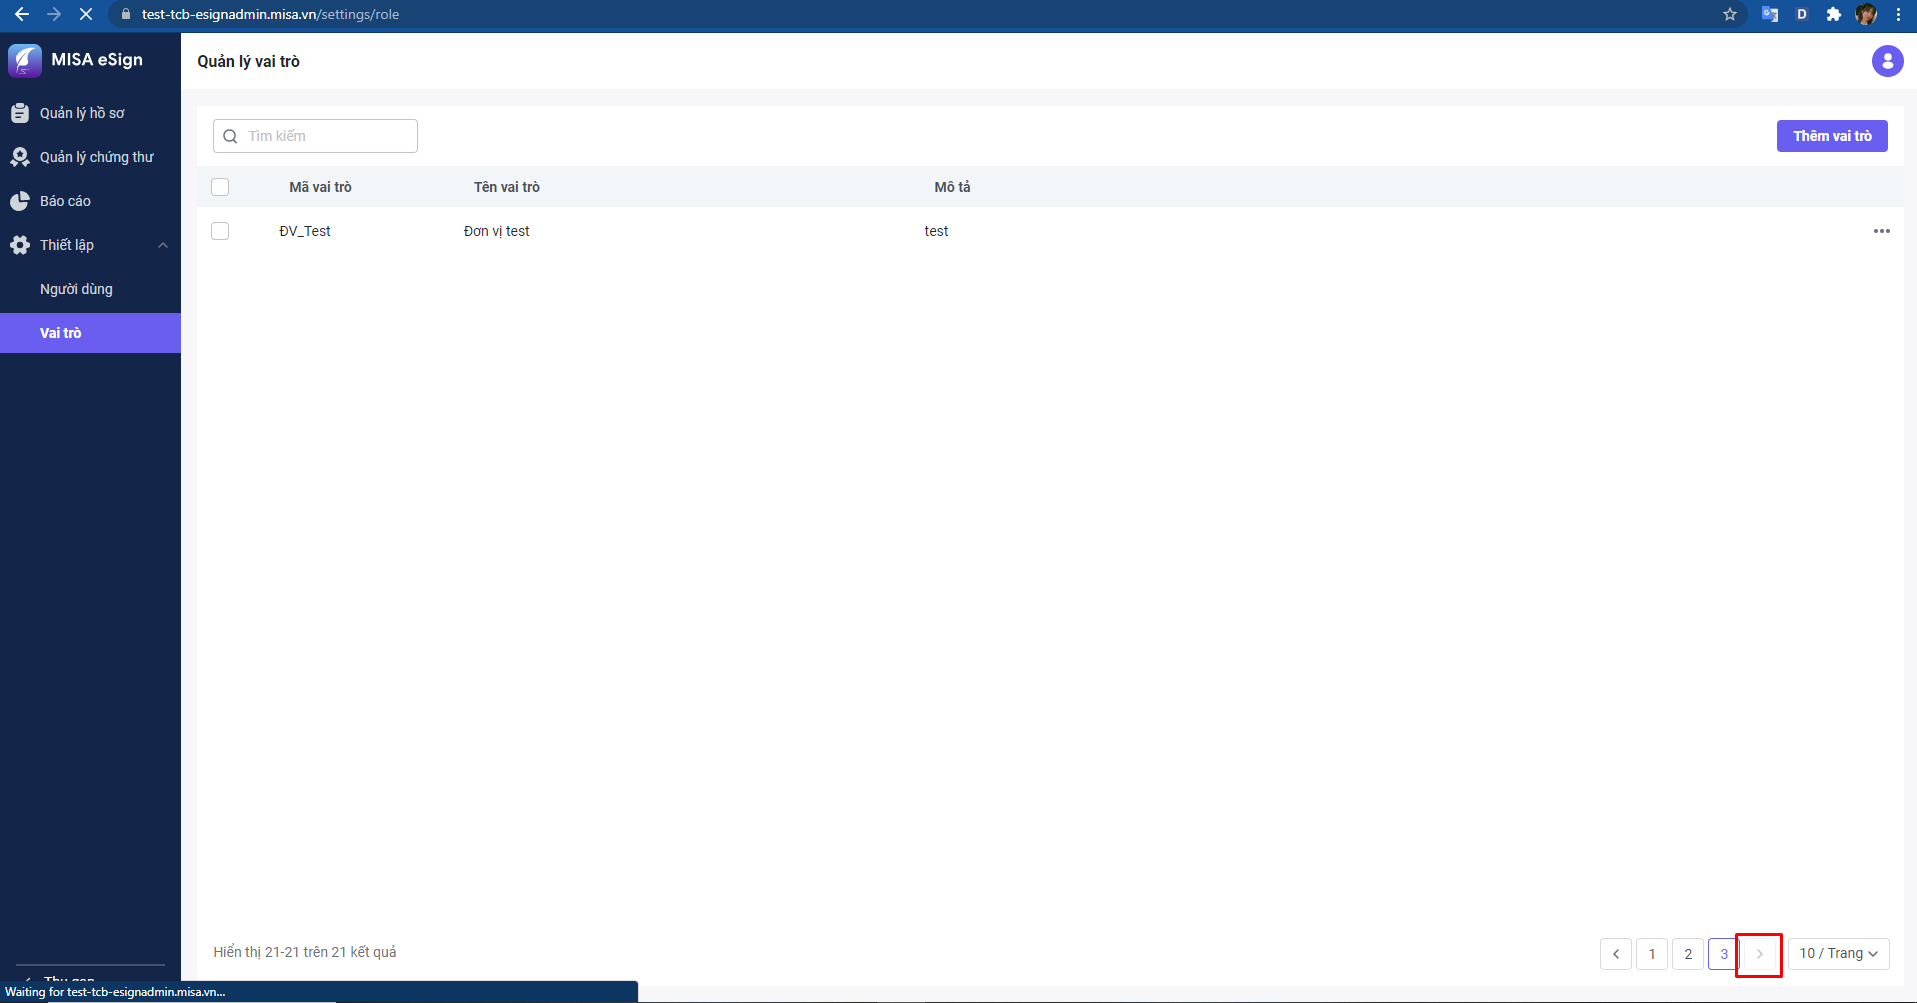 test-tcb-esignadmin.misa.vn/settings/role
D
MISA eSign
Quản lý vai trò
Quản lý hồ sơ
Quản lý chứng thư
Báo cáo
Thiết lập
Người dùng
Vai trò
Tìm kiếm
Thêm vai trò
Mã vai trò
Tên vai trò
Mô tả
ĐV_Test
Đơn vị test
test
Hiển thị 21-21 trên 21 kết quả
1
2
3
10 / Trang
Thu gọn
Waiting for test-tcb-esignadmin.misa.vn...